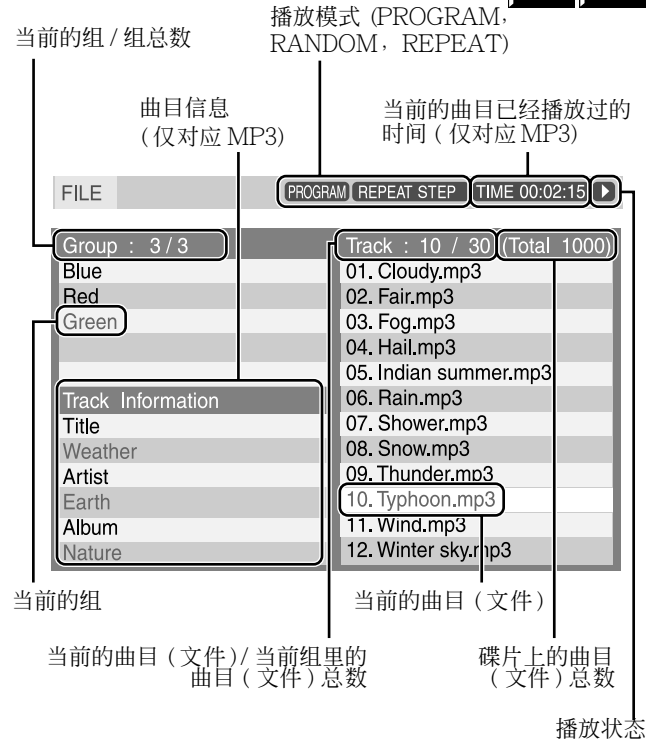 播放模式 (PROGRAM,
RANDOM, REPEAT)
当前的组 / 组总数
曲目信息
(仅对应 MP3)
当前的曲目已经播放过的
时间 ( 仅对应 MP3)
FILE
PROGRAM REPEAT STEP TIME 00:02:15
Group : 3 / 3
Blue
Red
Green
Track Information
Title
Weather
Artist
Earth
Album
Nature
Track : 10 / 30 (Total 1000)
01. Cloudy.mp3
02. Fair.mp3
03. Fog.mp3
04. Hail.mp3
05. Indian summer.mp3
06. Rain.mp3
07. Shower.mp3
08. Snow.mp3
09. Thunder.mp3
10. Typhoon.mp3
11. Wind.mp3
12. Winter sky.mp3
当前的组
当前的曲目 ( 文件 )
当前的曲目 ( 文件 )/ 当前组里的
曲目 ( 文件 ) 总数
碟片上的曲目
( 文件 ) 总数
播放状态